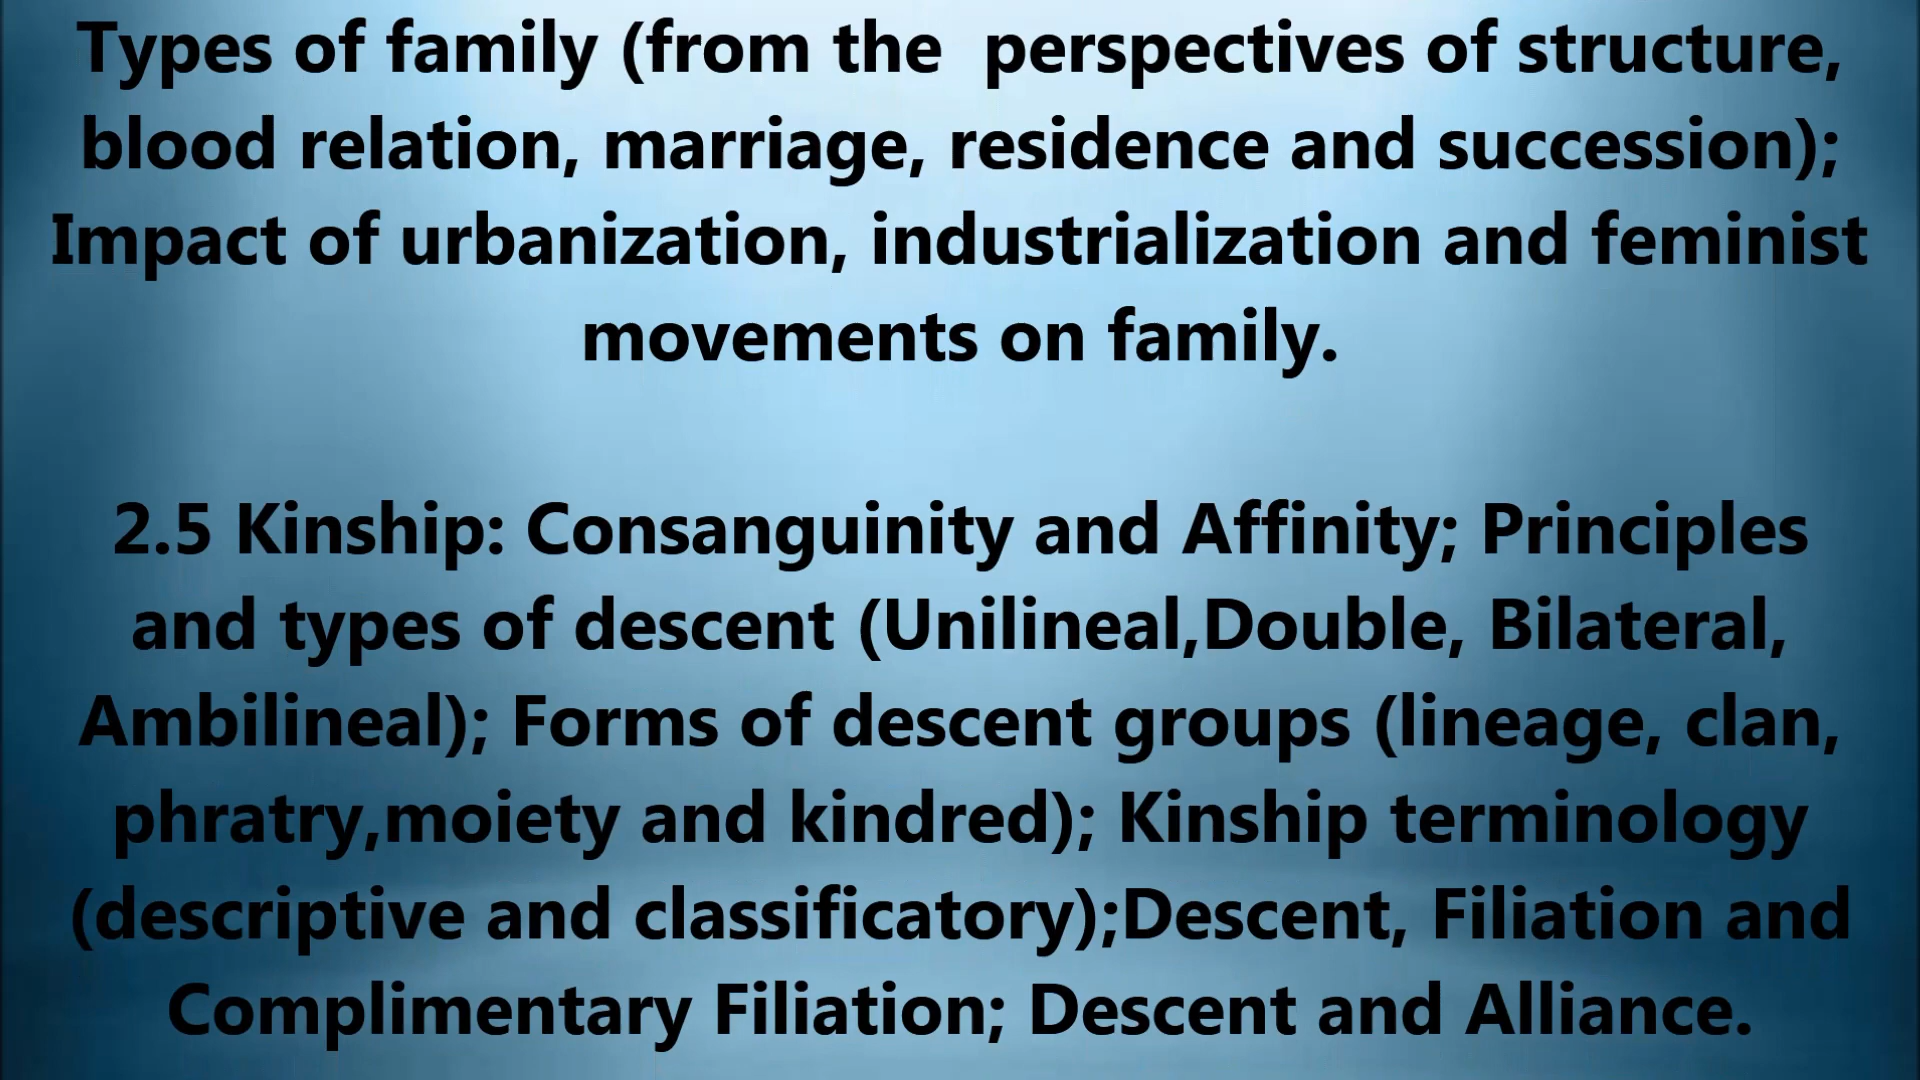 Types of family (from the  perspectives of structure,
blood relation, marriage, residence and succession);
Impact of urbanization, industrialization and feminist
movements on family.
2.5 Kinship: Consanguinity and Affinity; Principles
and types of descent (Unilineal,Double, Bilateral,
Ambilineal); Forms of descent groups (lineage, clan,
phratry,moiety and kindred); Kinship terminology
(descriptive and classificatory);Descent, Filiation and
Complimentary Filiation; Descent and Alliance.